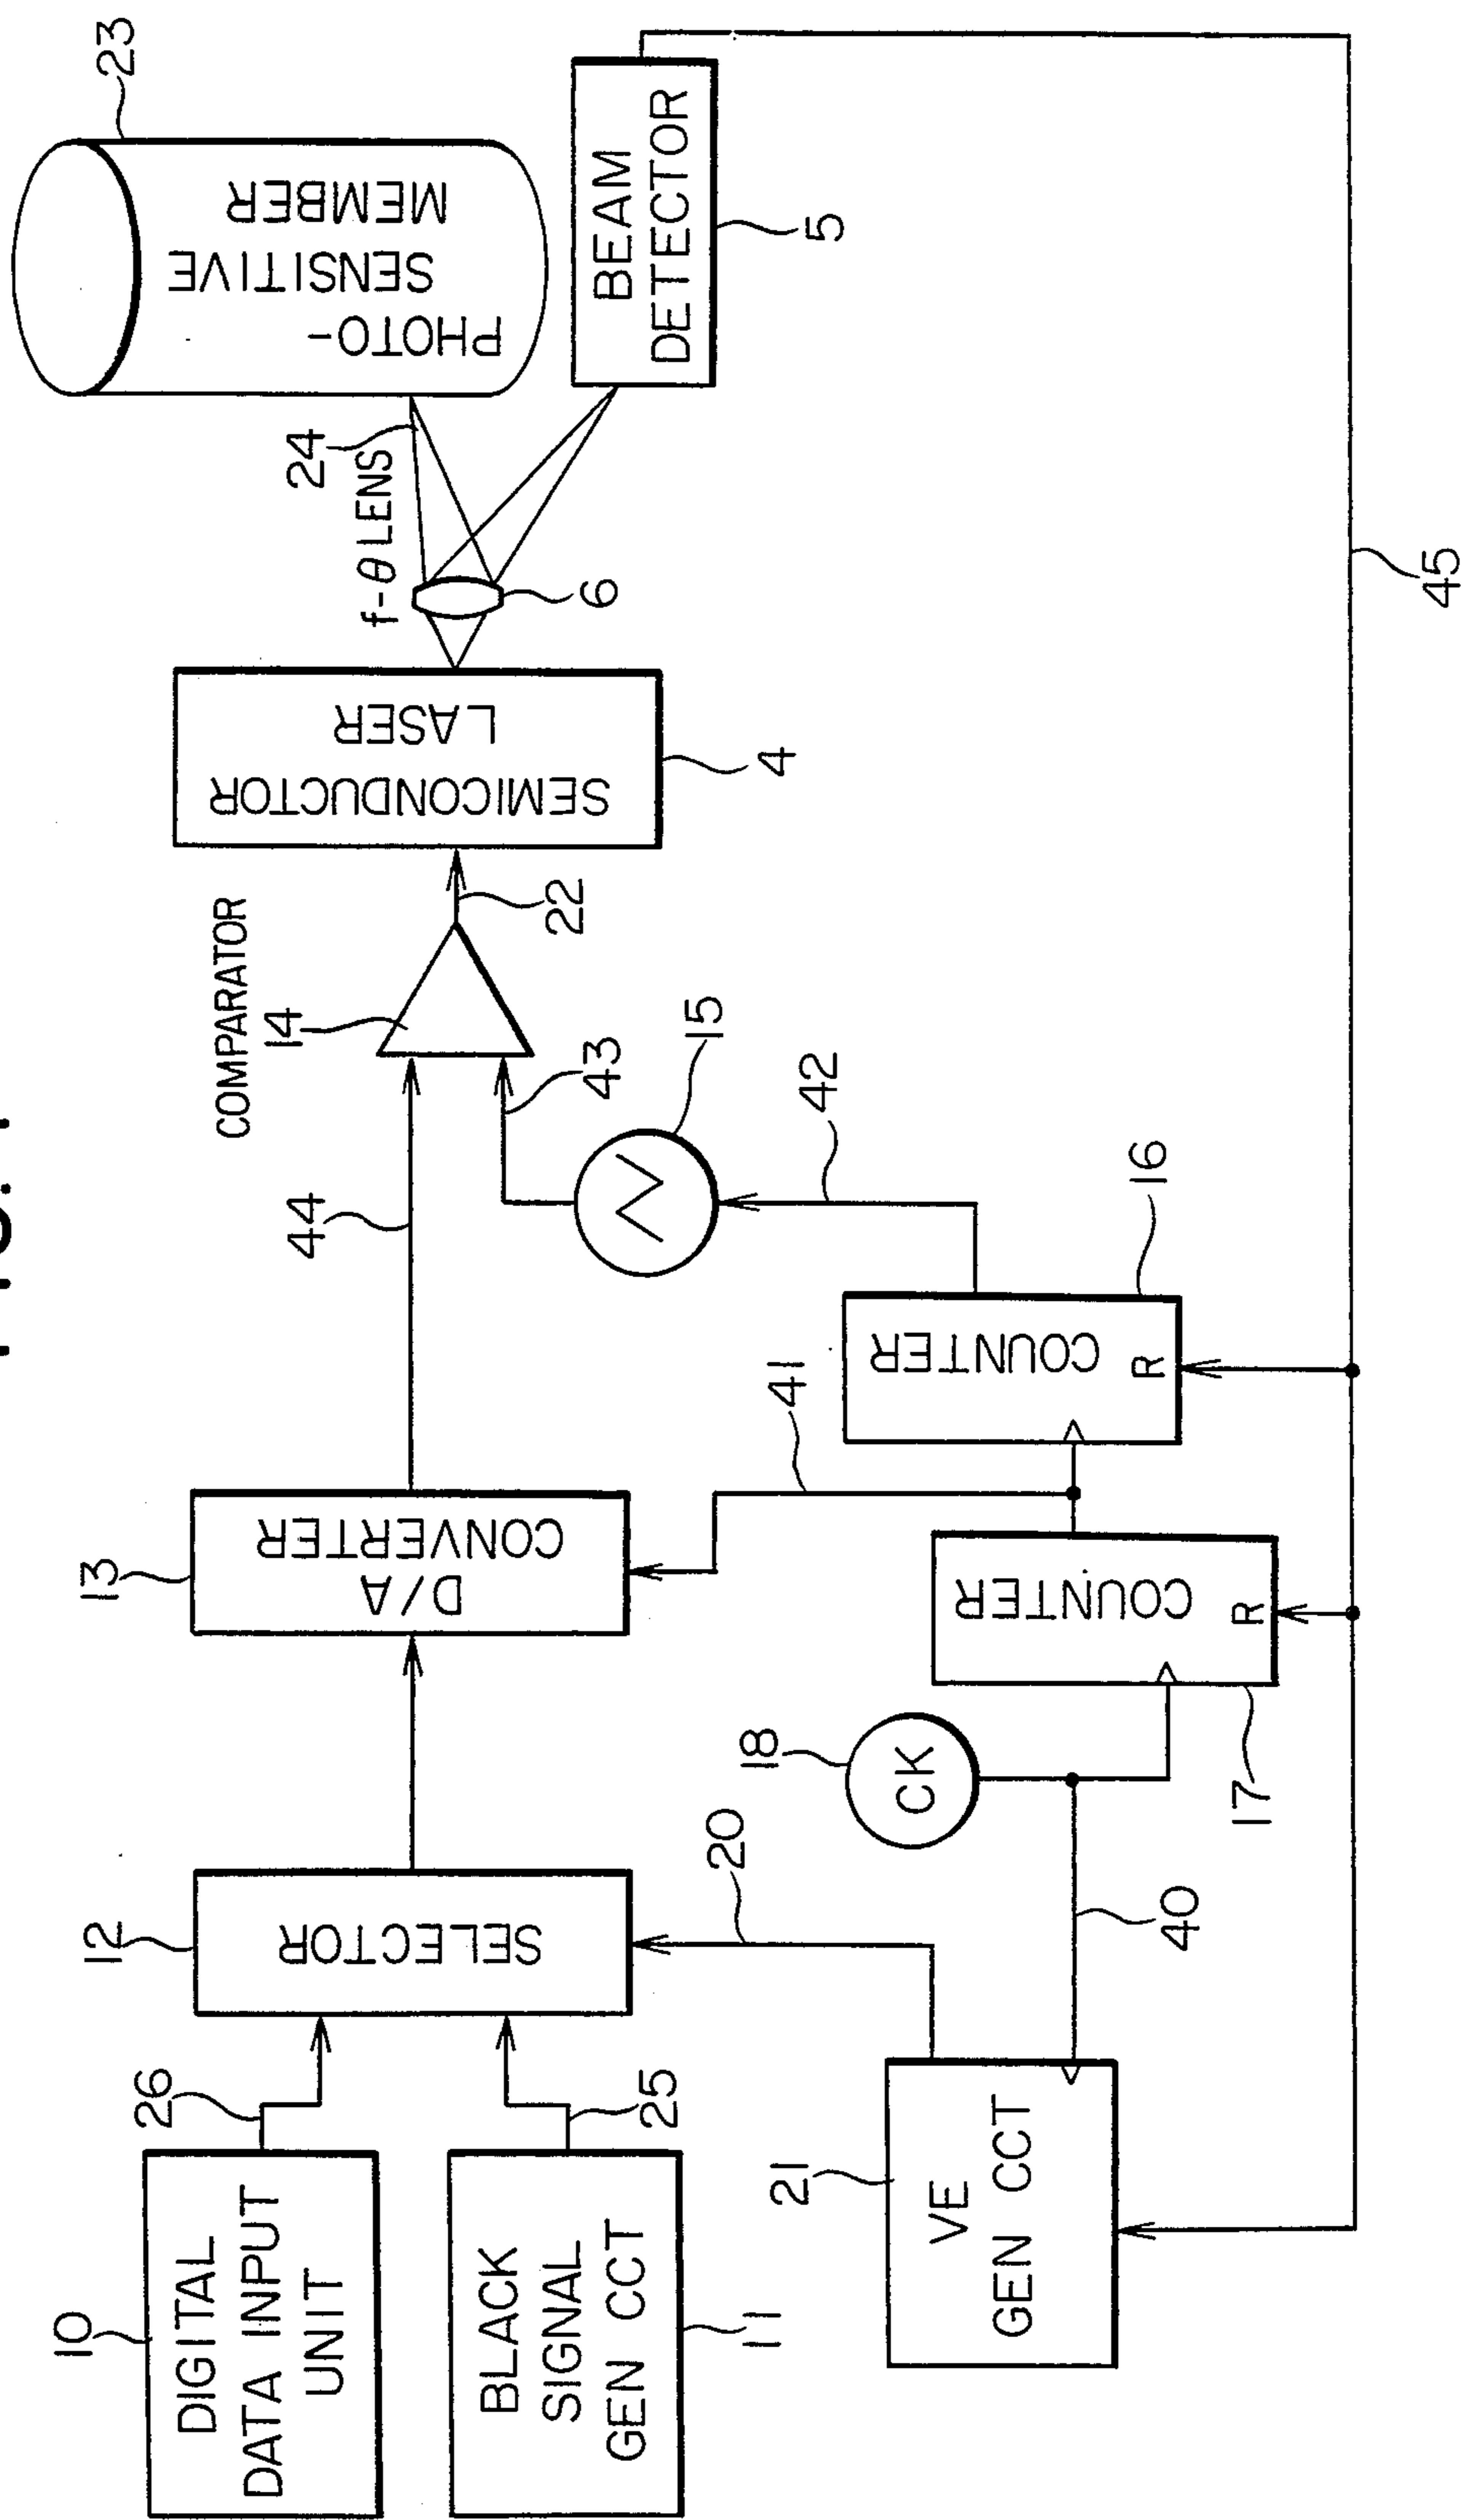 10
DIGITAL
DATA INPUT
UNIT
26
BLACK
SIGNAL
GEN CCT
11
25
12
SELECTOR
20
21
VE
GEN CCT
40
18
CK
13
D/A
CONVERTER
41
17
COUNTER
R
16
COUNTER
R
42
15
43
44
COMPARATOR
14
22
SEMICONDUCTOR
LASER
4
f-θ LENS
6
24
PHOTO-
SENSITIVE
MEMBER
23
BEAM
DETECTOR
5
45